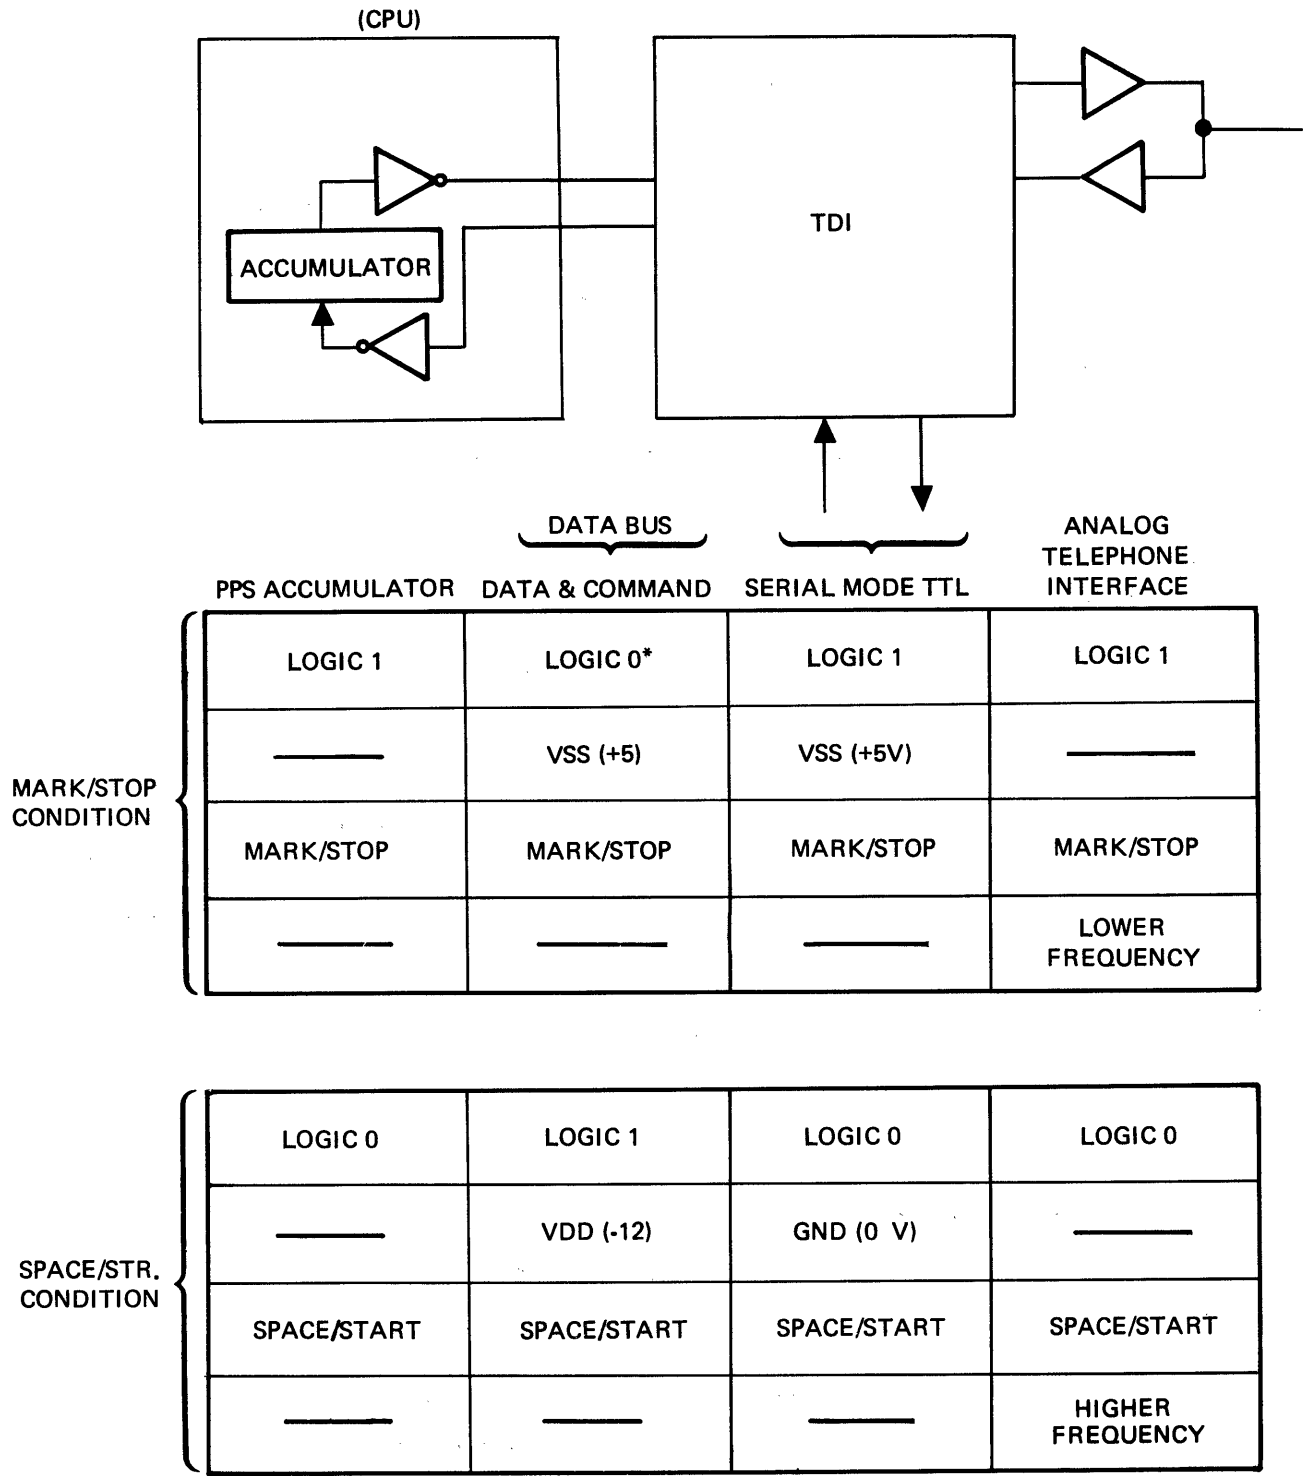 (CPU)
ACCUMULATOR
TDI
DATA BUS
ANALOG
TELEPHONE
INTERFACE
PPS ACCUMULATOR
DATA & COMMAND
SERIAL MODE TTL
MARK/STOP
CONDITION
LOGIC 1
LOGIC 0*
LOGIC 1
LOGIC 1
VSS (+5)
VSS (+5V)
MARK/STOP
MARK/STOP
MARK/STOP
MARK/STOP
LOWER
FREQUENCY
SPACE/STR.
CONDITION
LOGIC 0
LOGIC 1
LOGIC 0
LOGIC 0
VDD (-12)
GND (0 V)
SPACE/START
SPACE/START
SPACE/START
SPACE/START
HIGHER
FREQUENCY